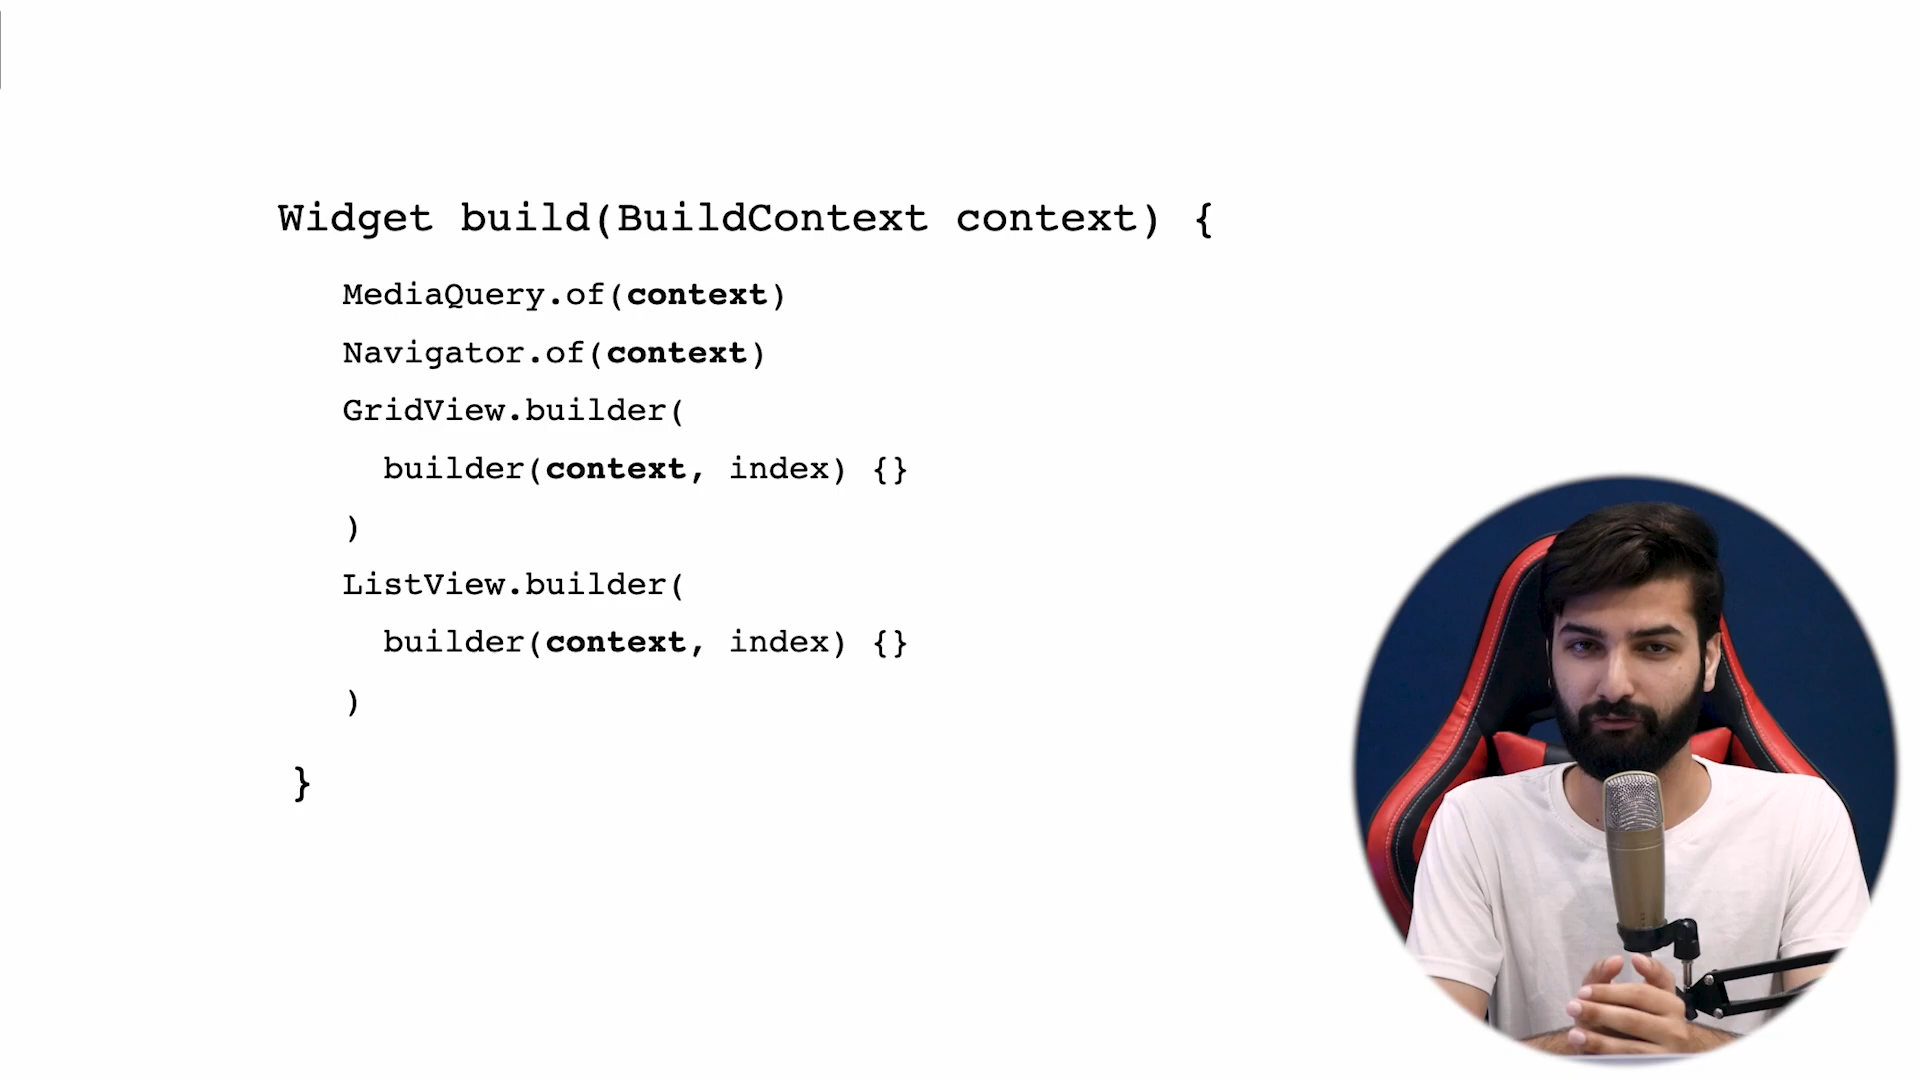 Widget build(BuildContext context) {
MediaQuery.of(context)
Navigator.of(context)
GridView.builder(
builder(context, index) {}
)
ListView.builder(
builder(context, index) {}
)
}